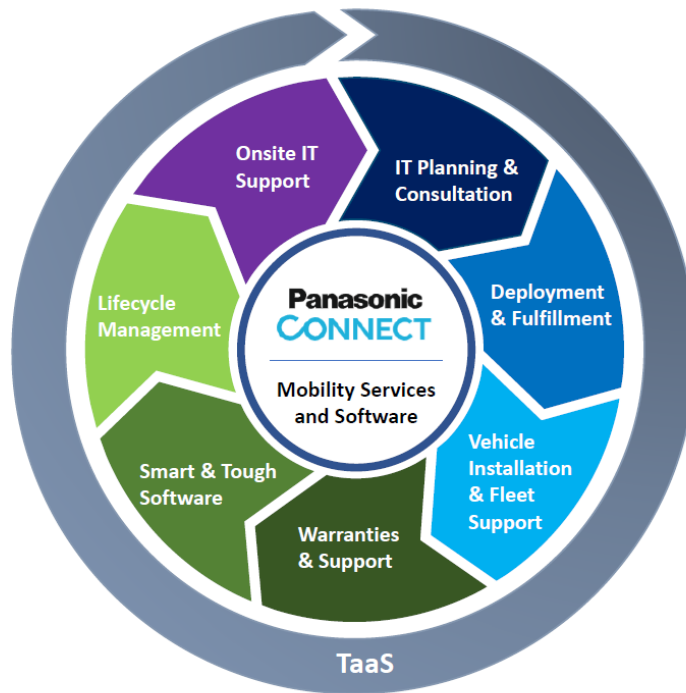 Onsite IT
Support
IT Planning &
Consultation
Deployment
& Fulfillment
Vehicle
Installation
& Fleet
Support
Warranties
& Support
Smart & Tough
Software
Lifecycle
Management
Panasonic
CONNECT
Mobility Services
and Software
TaaS